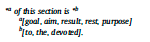 *ᵃ of this section is *ᵇ
ᵃ[goal, aim, result, rest, purpose]
ᵇ[to, the, devoted].